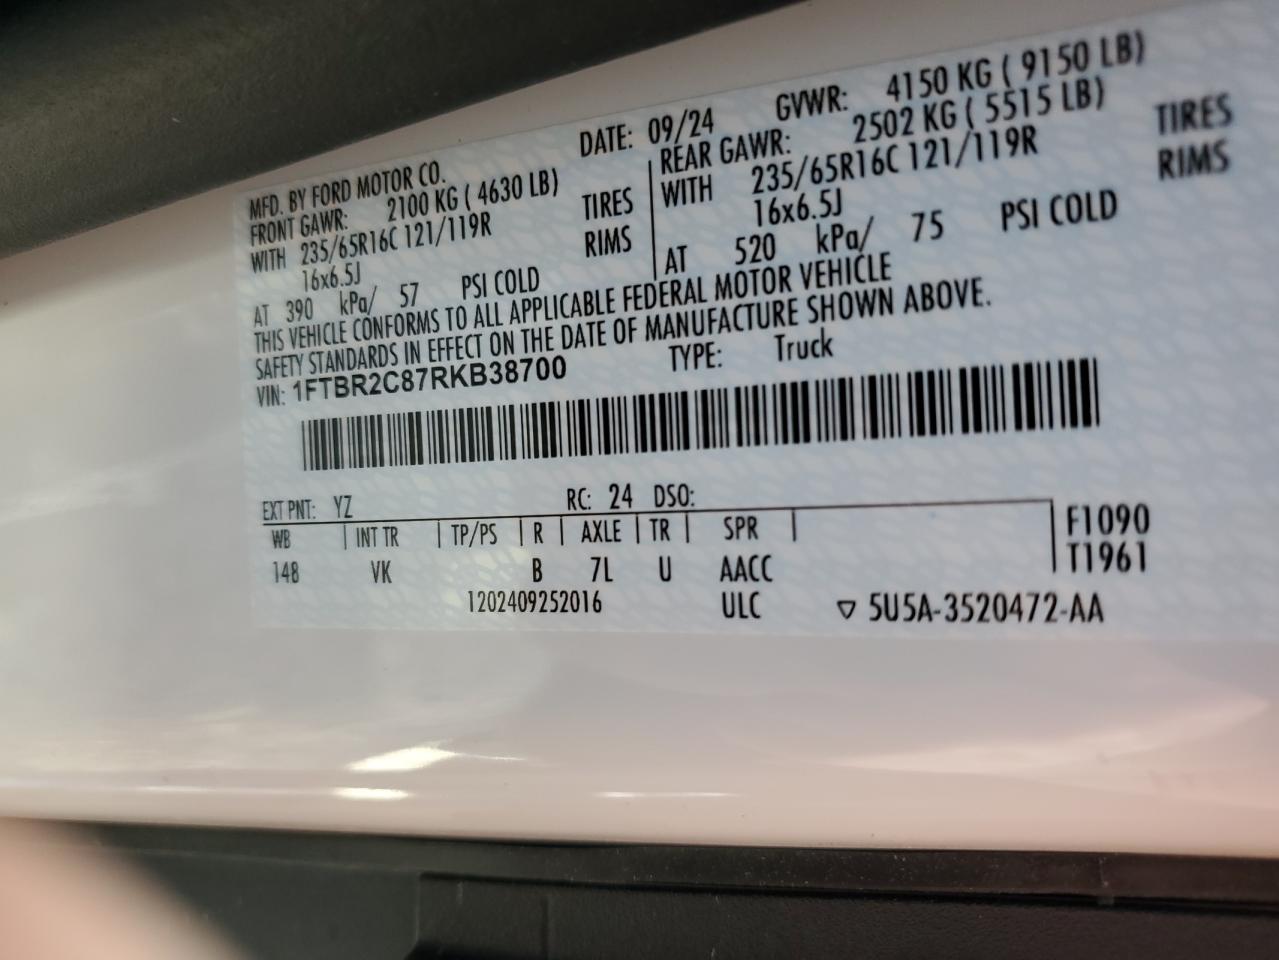 MFD. BY FORD MOTOR CO.
DATE: 09/24
GVWR: 4150 KG ( 9150 LB)
FRONT GAWR: 2100 KG ( 4630 LB)
WITH 235/65R16C 121/119R TIRES
16x6.5J RIMS
AT 390 kPa/ 57 PSI COLD
REAR GAWR: 2502 KG ( 5515 LB)
WITH 235/65R16C 121/119R TIRES
16x6.5J RIMS
AT 520 kPa/ 75 PSI COLD
THIS VEHICLE CONFORMS TO ALL APPLICABLE FEDERAL MOTOR VEHICLE
SAFETY STANDARDS IN EFFECT ON THE DATE OF MANUFACTURE SHOWN ABOVE.
VIN: 1FTBR2C87RKB38700
TYPE: Truck
EXT PNT: YZ RC: 24 DSO:
WB | INT TR | TP/PS | R | AXLE | TR | SPR |
148 VK B 7L U AACC
F1090
T1961
1202409252016 ULC ▽ 5U5A-3520472-AA